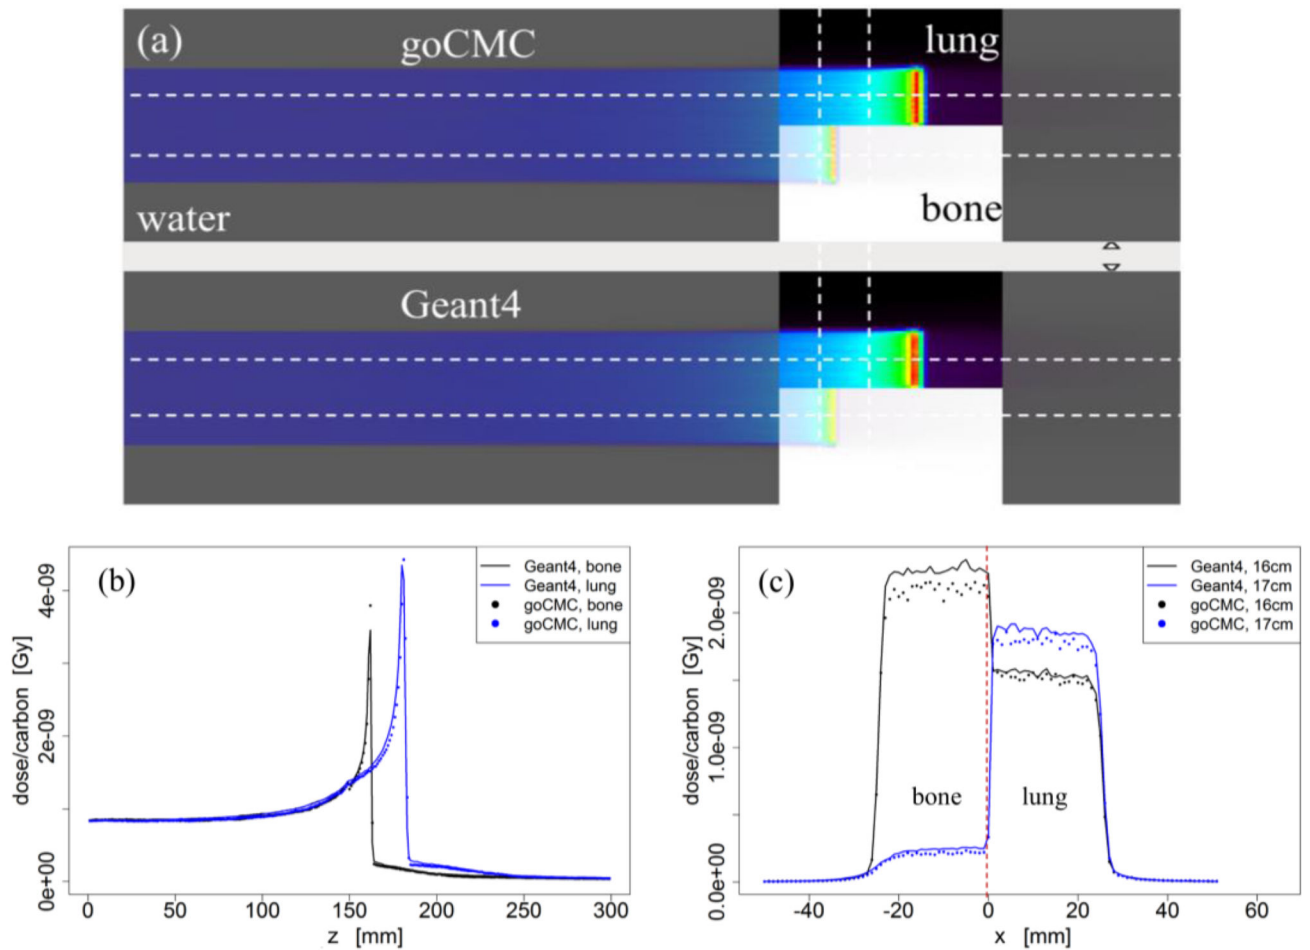 (a)
goCMC
lung
water
bone
Geant4
(b)
Geant4, bone
Geant4, lung
goCMC, bone
goCMC, lung
dose/carbon [Gy]
0e+00
2e-09
4e-09
0
50
100
150
200
250
300
z [mm]
(c)
Geant4, 16cm
Geant4, 17cm
goCMC, 16cm
goCMC, 17cm
dose/carbon [Gy]
0.0e+00
1.0e-09
2.0e-09
bone
lung
-40
-20
0
20
40
60
x [mm]